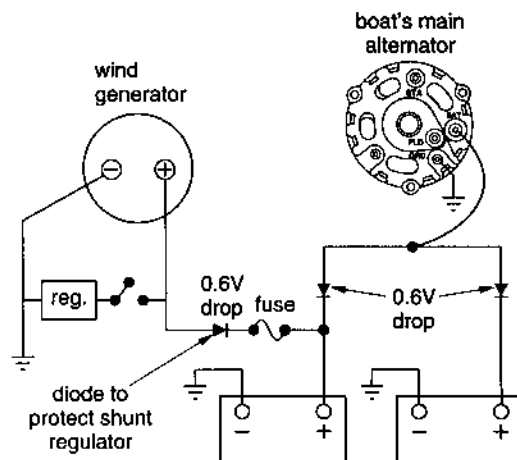 boat's main
alternator
wind
generator
STA
BAT
FLD
GRD
− +
reg.
0.6V
drop
fuse
0.6V
drop
diode to
protect shunt
regulator
− + − +